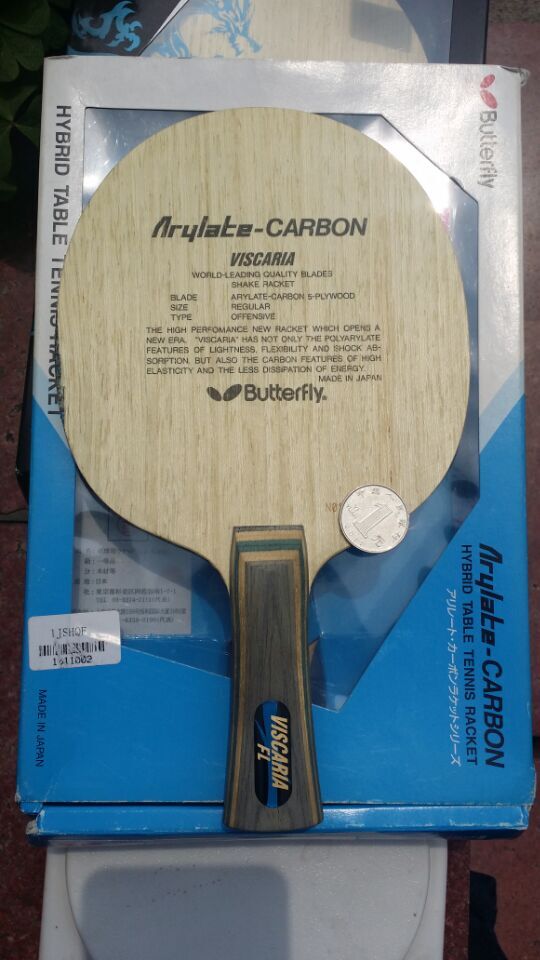 Butterfly
HYBRID TABLE TENNIS RACKET
Arylate-CARBON
VISCARIA
WORLD-LEADING QUALITY BLADES
SHAKE RACKET
BLADE ARYLATE-CARBON 5-PLYWOOD
SIZE REGULAR
TYPE OFFENSIVE
THE HIGH PERFOMANCE NEW RACKET WHICH OPENS A
NEW ERA. "VISCARIA" HAS NOT ONLY THE POLYARYLATE
FEATURES OF LIGHTNESS, FLEXIBILITY AND SHOCK AB-
SORPTION, BUT ALSO THE CARBON FEATURES OF HIGH
ELASTICITY AND THE LESS DISSIPATION OF ENERGY.
MADE IN JAPAN
Butterfly
1
VISCARIA
FL
1611002
MADE IN JAPAN
Arylate-CARBON
HYBRID TABLE TENNIS RACKET
アリレート・カーボンラケットシリーズ